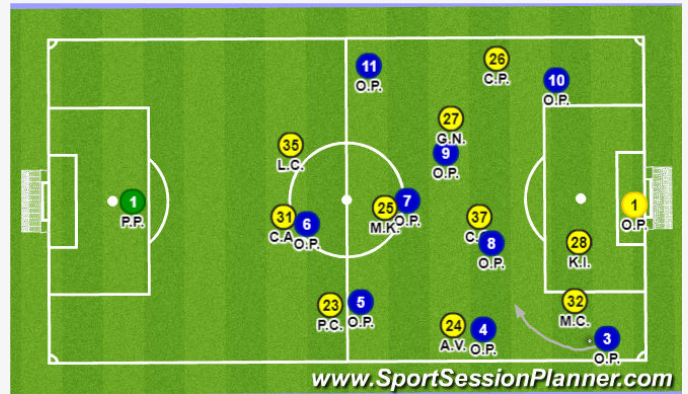 26
C.P.
11
O.P.
10
O.P.
27
G.N.
35
L.C.
9
O.P.
1
P.P.
25
M.K.
7
O.P.
1
O.P.
31
C.A
6
O.P.
37
C.
8
O.P.
28
K.I.
23
P.C.
5
O.P.
32
M.C.
24
A.V.
4
O.P.
3
O.P.
www.SportSessionPlanner.com